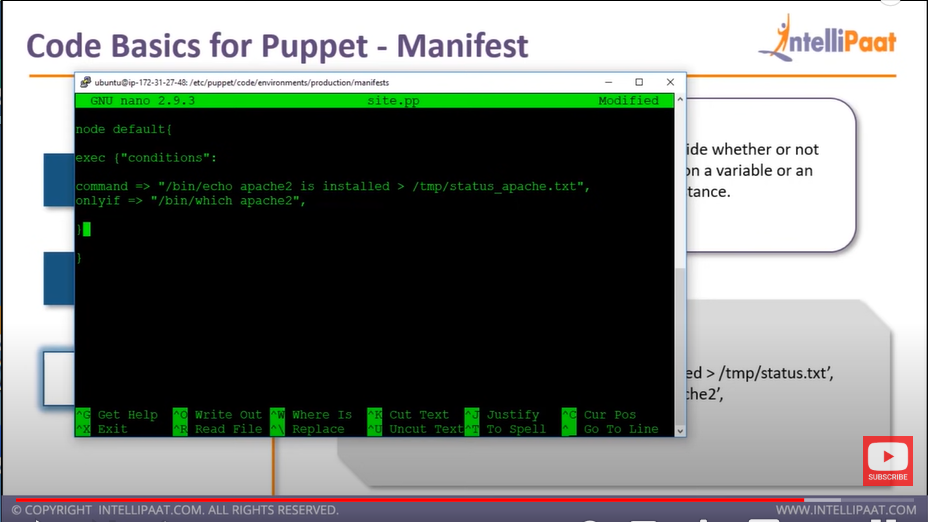 Code Basics for Puppet - Manifest
IntelliPaat
ubuntu@ip-172-31-27-48: /etc/puppet/code/environments/production/manifests
GNU nano 2.9.3 site.pp Modified
node default{
exec {"conditions":
command => "/bin/echo apache2 is installed > /tmp/status_apache.txt",
onlyif => "/bin/which apache2",
}
}
^G Get Help ^O Write Out ^W Where Is ^K Cut Text ^J Justify ^C Cur Pos
^X Exit ^R Read File ^\ Replace ^U Uncut Text ^T To Spell ^_ Go To Line
ide whether or not
on a variable or an
tance.
ed > /tmp/status.txt’,
che2’,
SUBSCRIBE
© COPYRIGHT INTELLIPAAT.COM. ALL RIGHTS RESERVED. WWW.INTELLIPAAT.COM